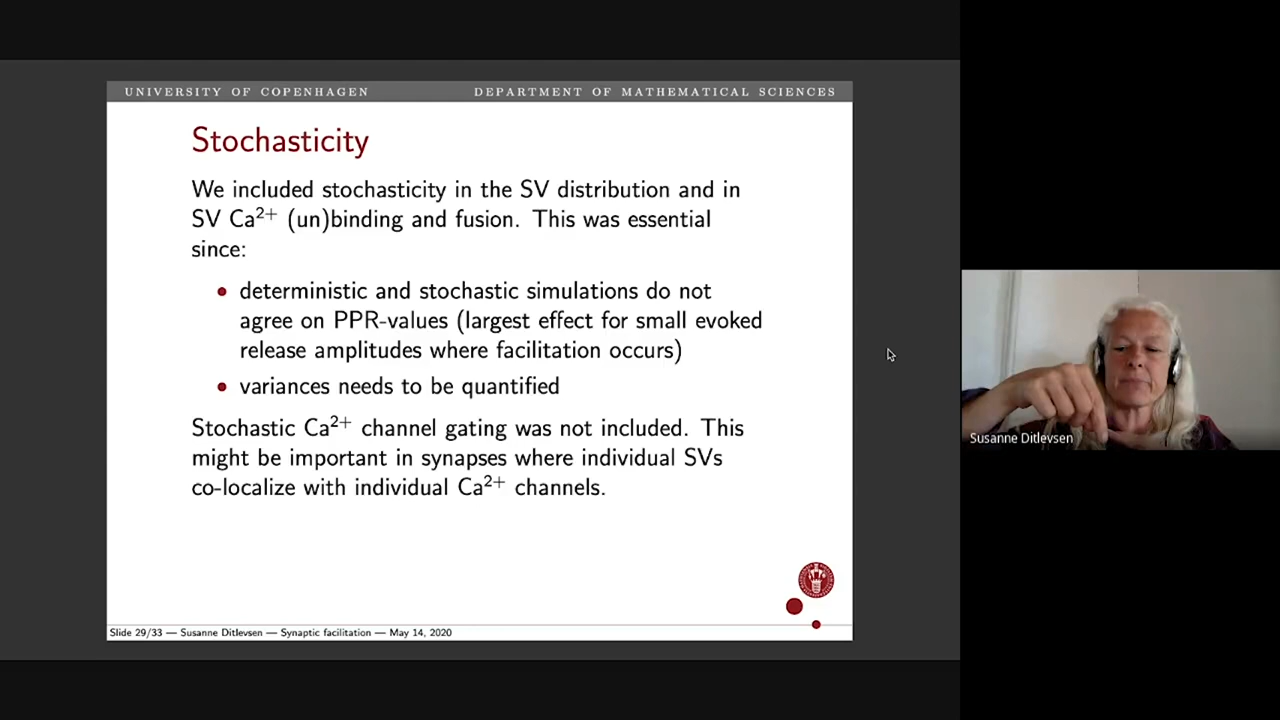 UNIVERSITY OF COPENHAGEN DEPARTMENT OF MATHEMATICAL SCIENCES
Stochasticity
We included stochasticity in the SV distribution and in
SV Ca²⁺ (un)binding and fusion. This was essential
since:
• deterministic and stochastic simulations do not
agree on PPR-values (largest effect for small evoked
release amplitudes where facilitation occurs)
• variances needs to be quantified
Stochastic Ca²⁺ channel gating was not included. This
might be important in synapses where individual SVs
co-localize with individual Ca²⁺ channels.
Slide 29/33 — Susanne Ditlevsen — Synaptic facilitation — May 14, 2020
Susanne Ditlevsen